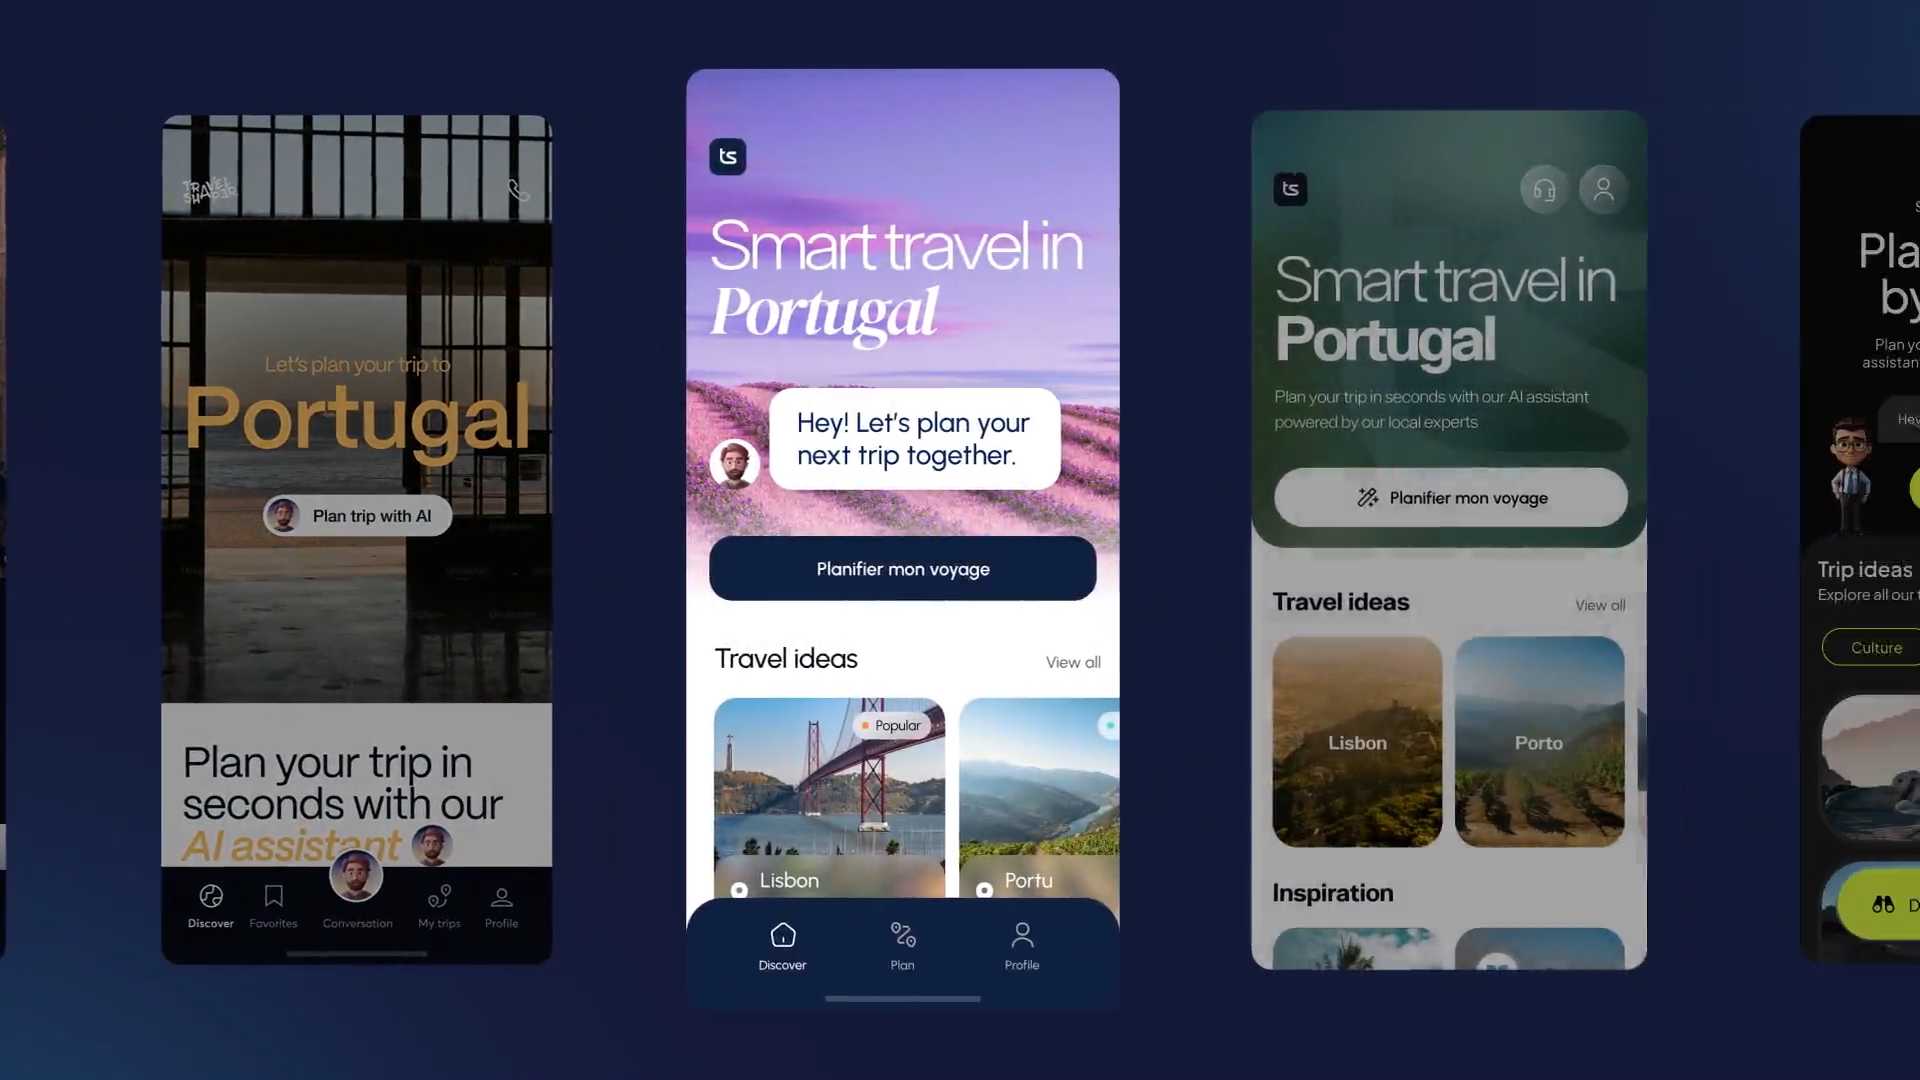 TRAVEL
SHAPER
Let's plan your trip to
Portugal
Plan trip with AI
Plan your trip in
seconds with our
AI assistant
Discover
Favorites
Conversation
My trips
Profile
ts
Smart travel in
Portugal
Hey! Let's plan your
next trip together.
Planifier mon voyage
Travel ideas
View all
Popular
Lisbon
Portu
Discover
Plan
Profile
ts
Smart travel in
Portugal
Plan your trip in seconds with our AI assistant
powered by our local experts
Planifier mon voyage
Travel ideas
View all
Lisbon
Porto
Inspiration
Pla
by
Plan yo
assistan
Hey
Trip ideas
Explore all our t
Culture
D